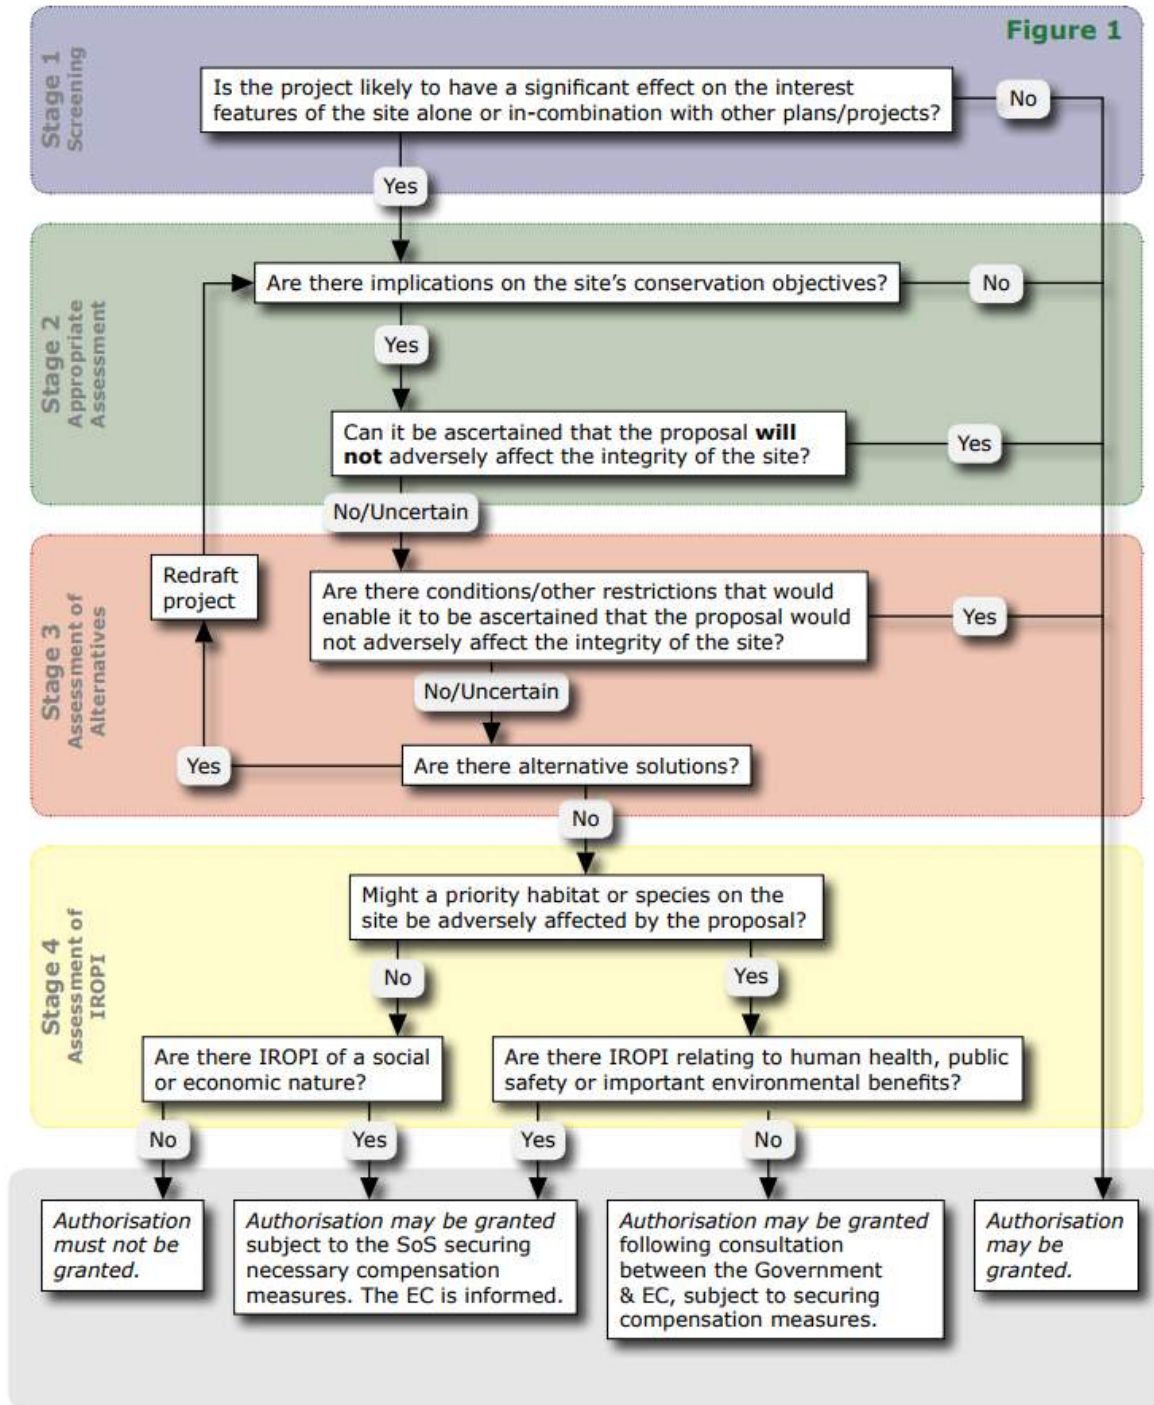 Figure 1
Stage 1
Screening
Is the project likely to have a significant effect on the interest
features of the site alone or in-combination with other plans/projects?
No
Yes
Stage 2
Appropriate
Assessment
Are there implications on the site's conservation objectives?
No
Yes
Can it be ascertained that the proposal will
not adversely affect the integrity of the site?
Yes
No/Uncertain
Stage 3
Assessment of
Alternatives
Redraft
project
Are there conditions/other restrictions that would
enable it to be ascertained that the proposal would
not adversely affect the integrity of the site?
Yes
No/Uncertain
Yes
Are there alternative solutions?
No
Stage 4
Assessment of
IROPI
Might a priority habitat or species on the
site be adversely affected by the proposal?
No
Yes
Are there IROPI of a social
or economic nature?
Are there IROPI relating to human health, public
safety or important environmental benefits?
No
Yes
Yes
No
Authorisation
must not be
granted.
Authorisation may be granted
subject to the SoS securing
necessary compensation
measures. The EC is informed.
Authorisation may be granted
following consultation
between the Government
& EC, subject to securing
compensation measures.
Authorisation
may be
granted.